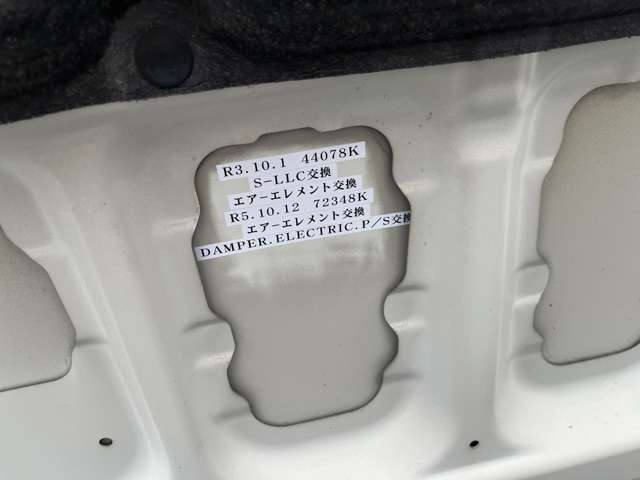 R3.10.1 44078K
S-LLC交換
エアーエレメント交換
R5.10.12 72348K
エアーエレメント交換
DAMPER.ELECTRIC.P/S交換